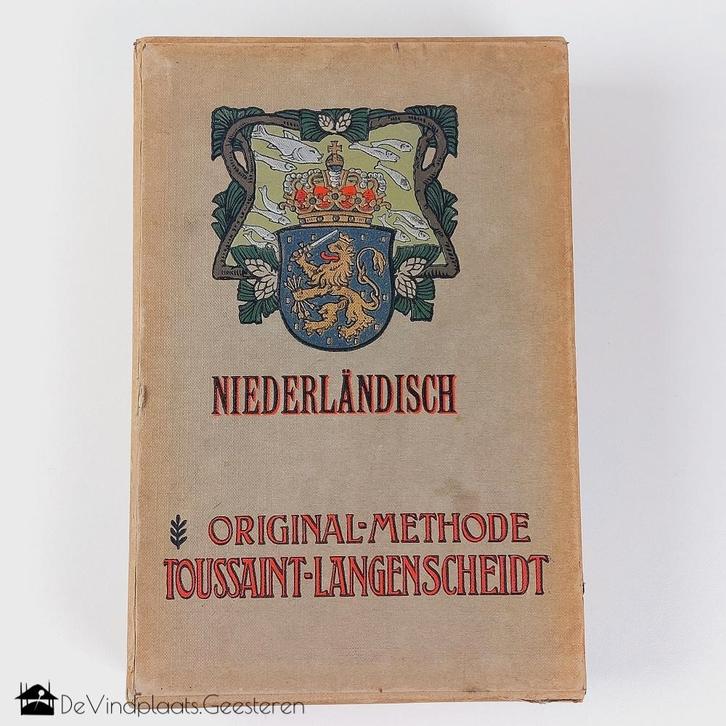 NIEDERLÄNDISCH
ORIGINAL-METHODE
TOUSSAINT-LANGENSCHEIDT
DeVindplaats.Geesteren